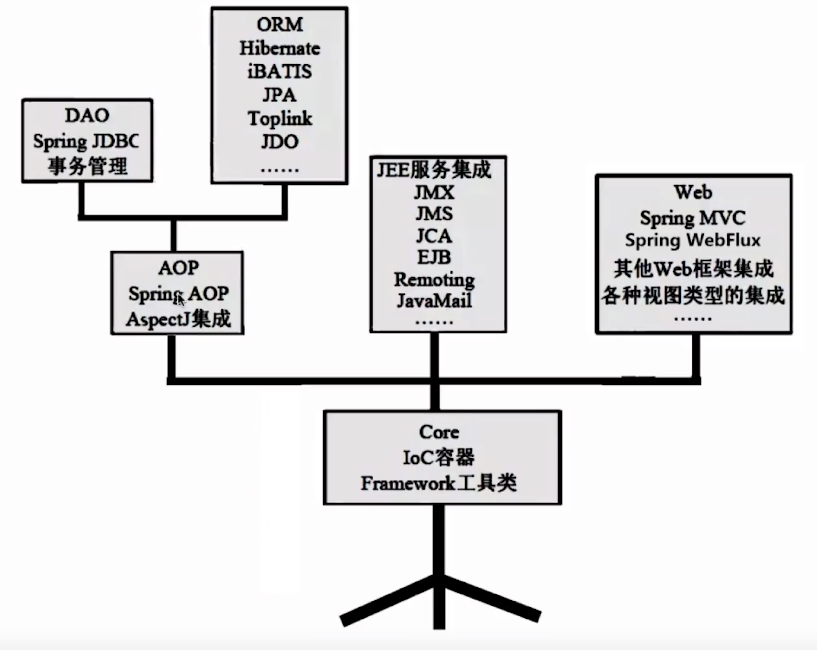 ORM
Hibernate
iBATIS
JPA
Toplink
JDO
……
DAO
Spring JDBC
事务管理
AOP
Spring AOP
AspectJ集成
JEE服务集成
JMX
JMS
JCA
EJB
Remoting
JavaMail
……
Web
Spring MVC
Spring WebFlux
其他Web框架集成
各种视图类型的集成
……
Core
IoC容器
Framework工具类